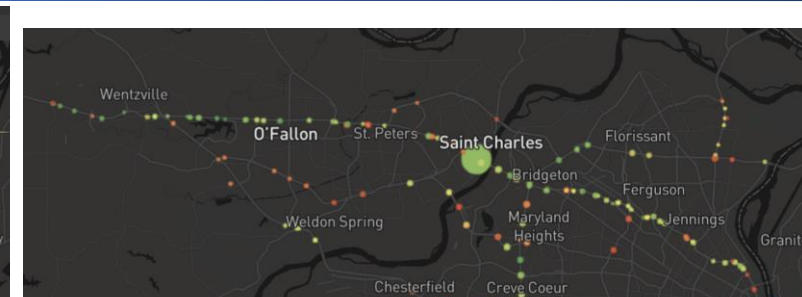 Wentzville
O'Fallon
St. Peters
Saint Charles
Florissant
Bridgeton
Ferguson
Weldon Spring
Maryland
Heights
Jennings
Granit
Chesterfield
Creve Coeur